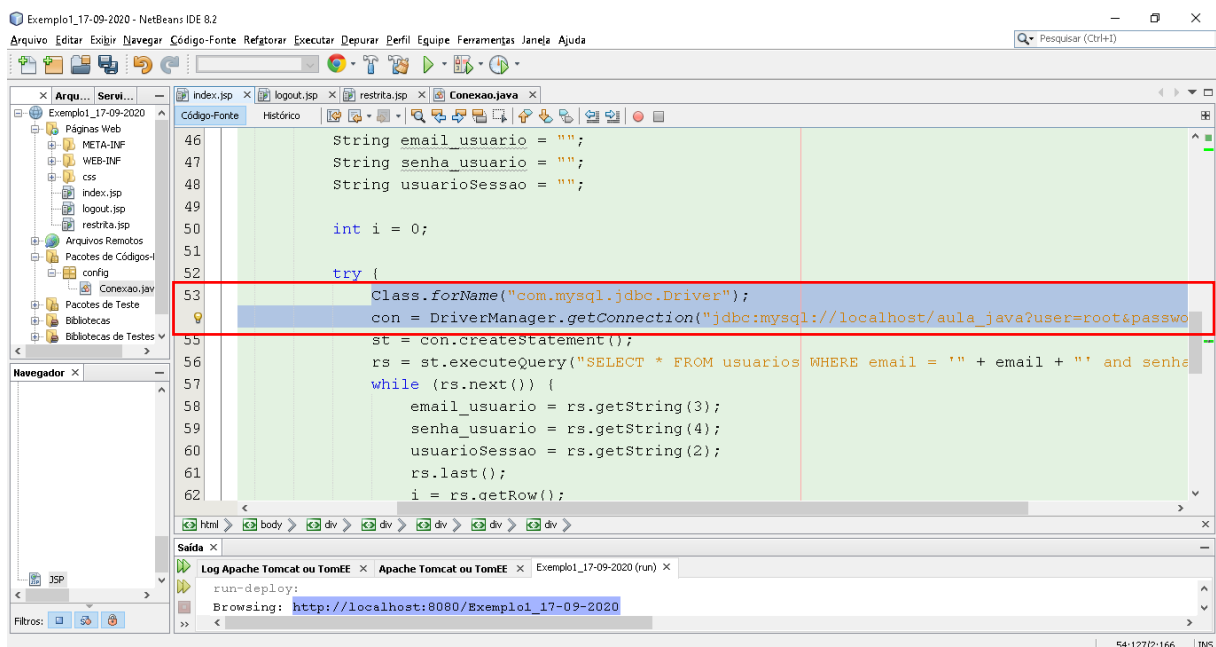 Exemplo1_17-09-2020 - NetBeans IDE 8.2
Arquivo Editar Exibir Navegar Código-Fonte Refatorar Executar Depurar Perfil Equipe Ferramentas Janela Ajuda
Pesquisar (Ctrl+I)
Arqu... Servi...
index.jsp logout.jsp restrita.jsp Conexao.java
Código-Fonte Histórico
Exemplo1_17-09-2020
Páginas Web
META-INF
WEB-INF
css
index.jsp
logout.jsp
restrita.jsp
Arquivos Remotos
Pacotes de Códigos-
config
Conexao.jav
Pacotes de Teste
Bibliotecas
Bibliotecas de Testes
Navegador
JSP
Filtros:
46 String email_usuario = "";
47 String senha_usuario = "";
48 String usuarioSessao = "";
49
50 int i = 0;
51
52 try {
53 Class.forName("com.mysql.jdbc.Driver");
con = DriverManager.getConnection("jdbc:mysql://localhost/aula_java?user=root&passwo
55 st = con.createStatement();
56 rs = st.executeQuery("SELECT * FROM usuarios WHERE email = '" + email + "' and senha
57 while (rs.next()) {
58 email_usuario = rs.getString(3);
59 senha_usuario = rs.getString(4);
60 usuarioSessao = rs.getString(2);
61 rs.last();
62 i = rs.getRow();
html body div div div div div
Saída
Log Apache Tomcat ou TomEE Apache Tomcat ou TomEE Exemplo1_17-09-2020 (run)
run-deploy:
Browsing: http://localhost:8080/Exemplo1_17-09-2020
54:127/2:166 INS